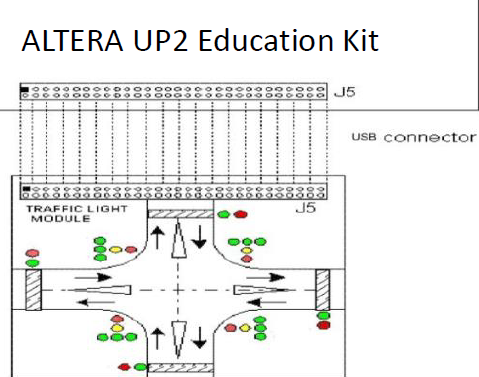 ALTERA UP2 Education Kit
J5
USB connector
TRAFFIC LIGHT
MODULE
J5